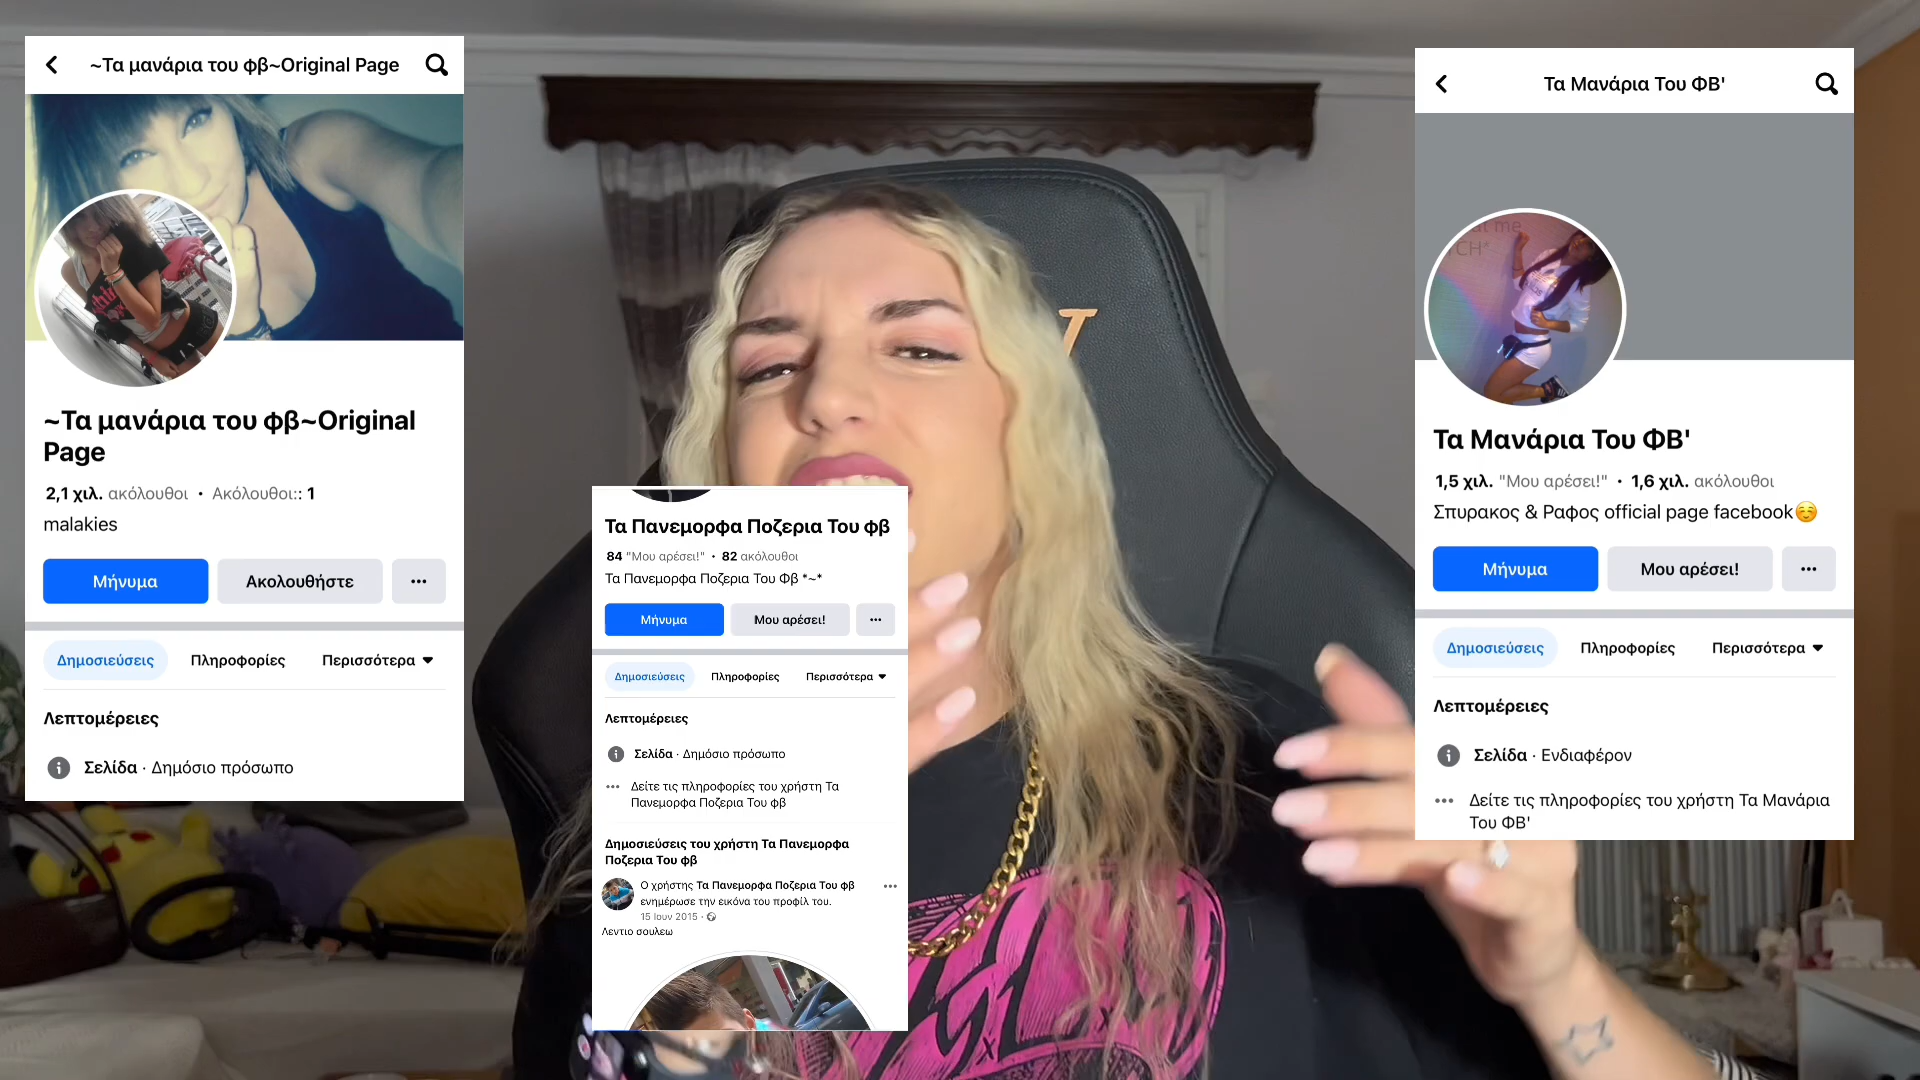 ~Τα μανάρια του φβ~Original Page
~Τα μανάρια του φβ~Original
Page
2,1 χιλ. ακόλουθοι • Ακόλουθοι:: 1
malakies
Μήνυμα
Ακολουθήστε
Δημοσιεύσεις
Πληροφορίες
Περισσότερα
Λεπτομέρειες
Σελίδα · Δημόσιο πρόσωπο
Τα Πανεμορφα Ποζερια Του φβ
84 "Μου αρέσει!" • 82 ακόλουθοι
Τα Πανεμορφα Ποζερια Του Φβ *~*
Μήνυμα
Μου αρέσει!
Δημοσιεύσεις
Πληροφορίες
Περισσότερα
Λεπτομέρειες
Σελίδα · Δημόσιο πρόσωπο
Δείτε τις πληροφορίες του χρήστη Τα
Πανεμορφα Ποζερια Του φβ
Δημοσιεύσεις του χρήστη Τα Πανεμορφα
Ποζερια Του φβ
Ο χρήστης Τα Πανεμορφα Ποζερια Του φβ
ενημέρωσε την εικόνα του προφίλ του.
15 Ιουν 2015 ·
Λεντιο σουλεω
Τα Μανάρια Του ΦΒ'
Τα Μανάρια Του ΦΒ'
1,5 χιλ. "Μου αρέσει!" • 1,6 χιλ. ακόλουθοι
Σπυρακος & Ραφος official page facebook☺️
Μήνυμα
Μου αρέσει!
Δημοσιεύσεις
Πληροφορίες
Περισσότερα
Λεπτομέρειες
Σελίδα · Ενδιαφέρον
Δείτε τις πληροφορίες του χρήστη Τα Μανάρια
Του ΦΒ'